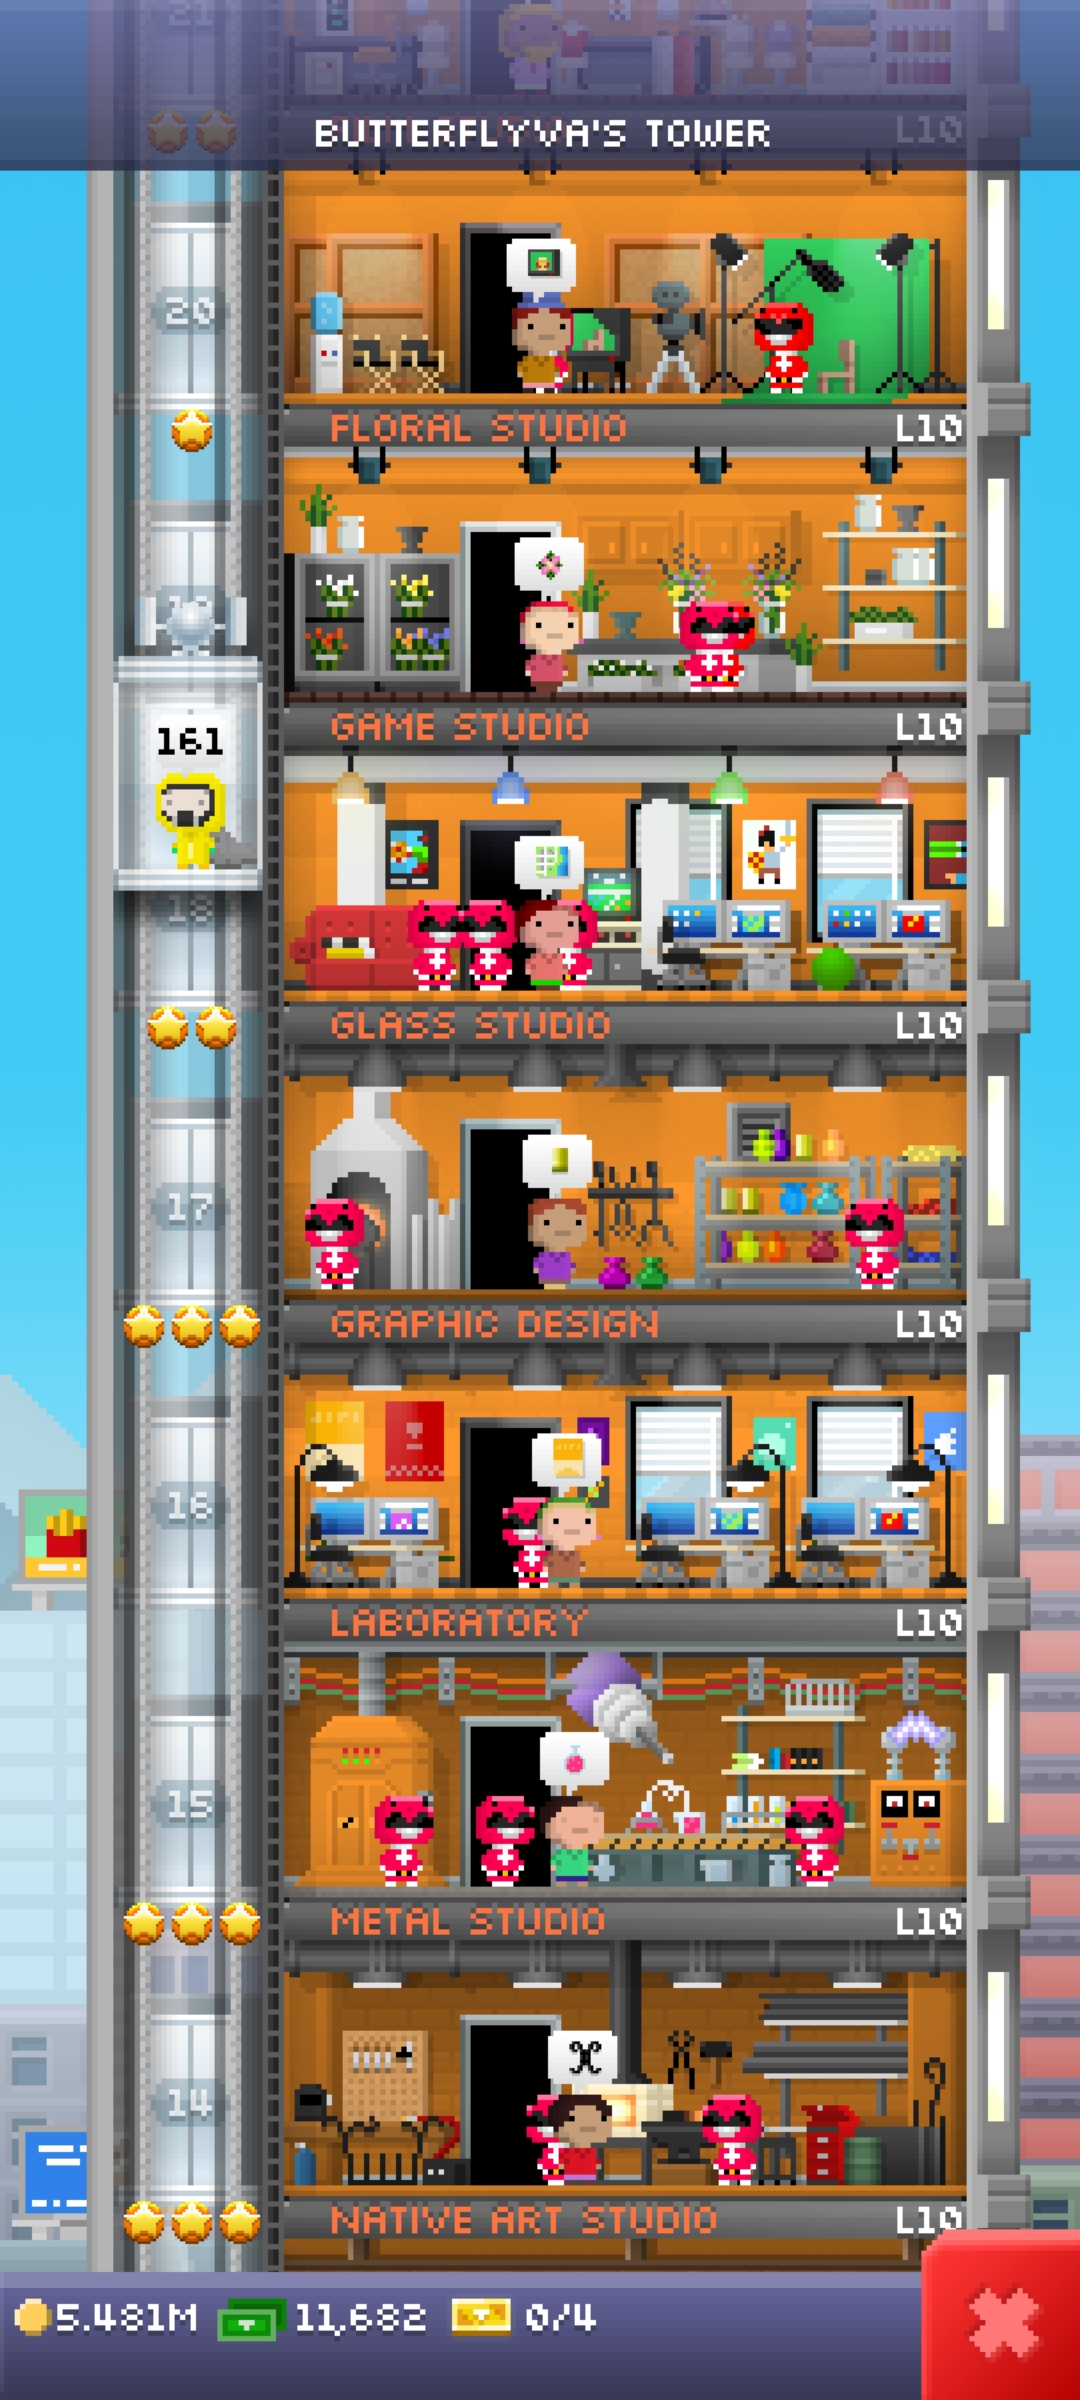 21
BUTTERFLYVA'S TOWER
L10
20
FLORAL STUDIO L10
GAME STUDIO L10
161
18
GLASS STUDIO L10
17
GRAPHIC DESIGN L10
16
LABORATORY L10
15
METAL STUDIO L10
14
NATIVE ART STUDIO L10
5.481M 11,682 0/4